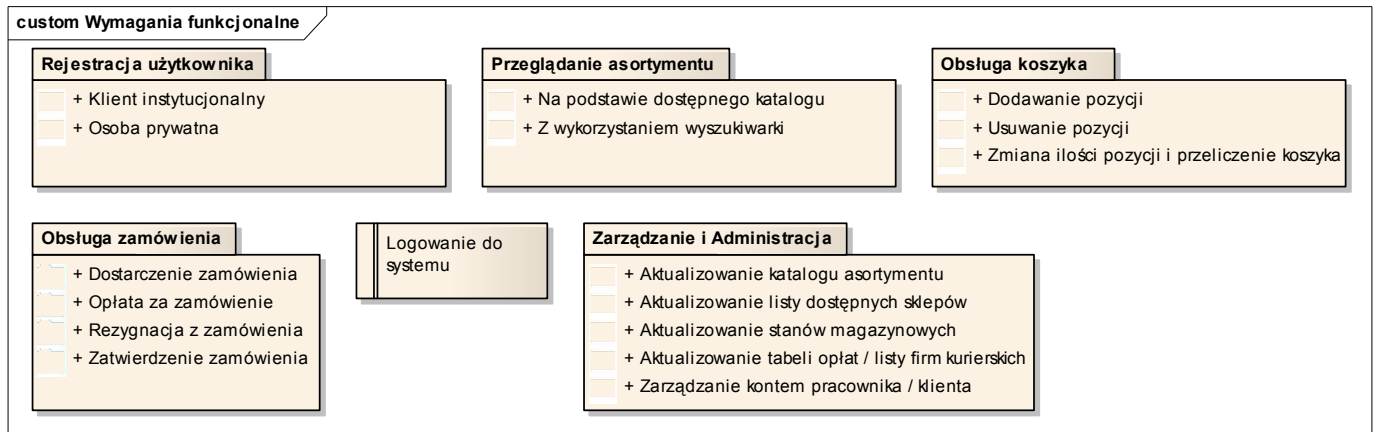 custom Wymagania funkcjonalne
Rejestracja użytkownika
+ Klient instytucjonalny
+ Osoba prywatna
Przeglądanie asortymentu
+ Na podstawie dostępnego katalogu
+ Z wykorzystaniem wyszukiwarki
Obsługa koszyka
+ Dodawanie pozycji
+ Usuwanie pozycji
+ Zmiana ilości pozycji i przeliczenie koszyka
Obsługa zamówienia
+ Dostarczenie zamówienia
+ Opłata za zamówienie
+ Rezygnacja z zamówienia
+ Zatwierdzenie zamówienia
Logowanie do
systemu
Zarządzanie i Administracja
+ Aktualizowanie katalogu asortymentu
+ Aktualizowanie listy dostępnych sklepów
+ Aktualizowanie stanów magazynowych
+ Aktualizowanie tabeli opłat / listy firm kurierskich
+ Zarządzanie kontem pracownika / klienta